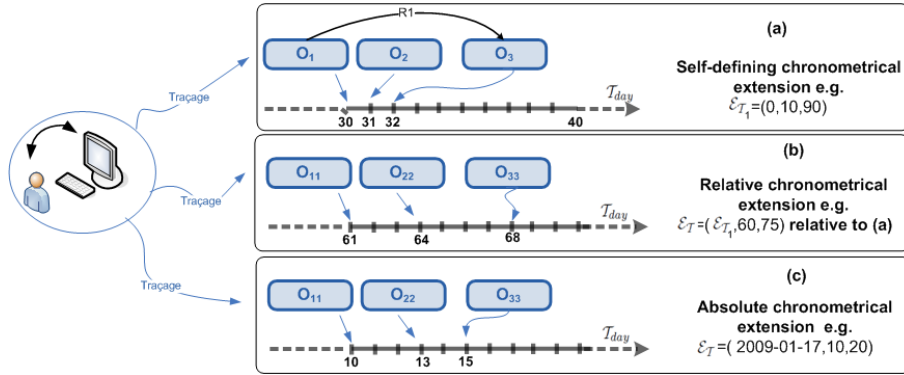 R1
(a)
O1 O2 O3
Self-defining chronometrical
extension e.g.
ℰ𝒯1=(0,10,90)
Traçage
𝒯day
30 31 32 40
(b)
O11 O22 O33
Relative chronometrical
extension e.g.
Traçage
𝒯day
ℰ𝒯=(ℰ𝒯1,60,75) relative to (a)
61 64 68
(c)
Traçage
O11 O22 O33
Absolute chronometrical
extension e.g.
𝒯day
ℰ𝒯=( 2009-01-17,10,20)
10 13 15